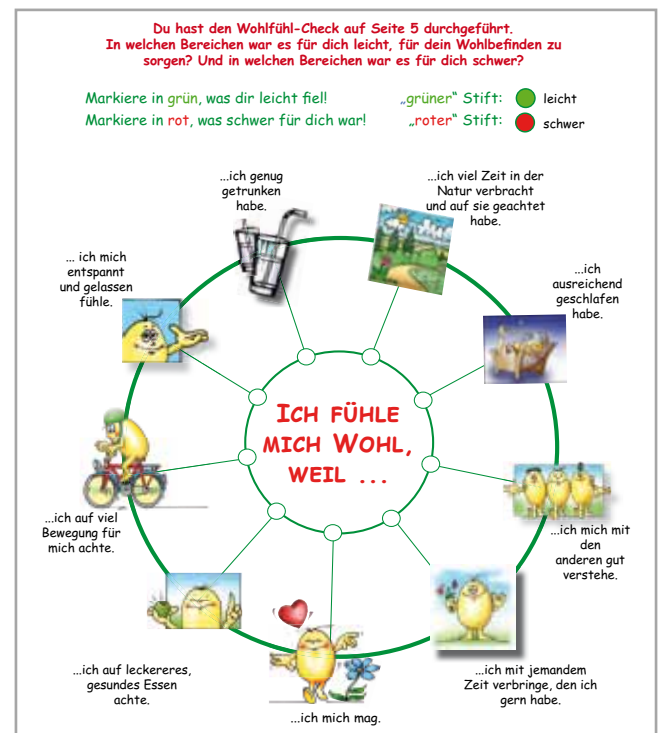 Du hast den Wohlfühl-Check auf Seite 5 durchgeführt.
In welchen Bereichen war es für dich leicht, für dein Wohlbefinden zu
sorgen? Und in welchen Bereichen war es für dich schwer?
Markiere in grün, was dir leicht fiel!
„grüner“ Stift:
leicht
Markiere in rot, was schwer für dich war!
„roter“ Stift:
schwer
...ich genug
getrunken
habe.
...ich viel Zeit in der
Natur verbracht
und auf sie geachtet
habe.
... ich mich
entspannt
und gelassen
fühle.
...ich
ausreichend
geschlafen
habe.
ICH FÜHLE
MICH WOHL,
WEIL ...
...ich auf viel
Bewegung für
mich achte.
...ich mich mit
den
anderen gut
verstehe.
...ich auf leckereres,
gesundes Essen
achte.
...ich mich mag.
...ich mit jemandem
Zeit verbringe, den ich
gern habe.